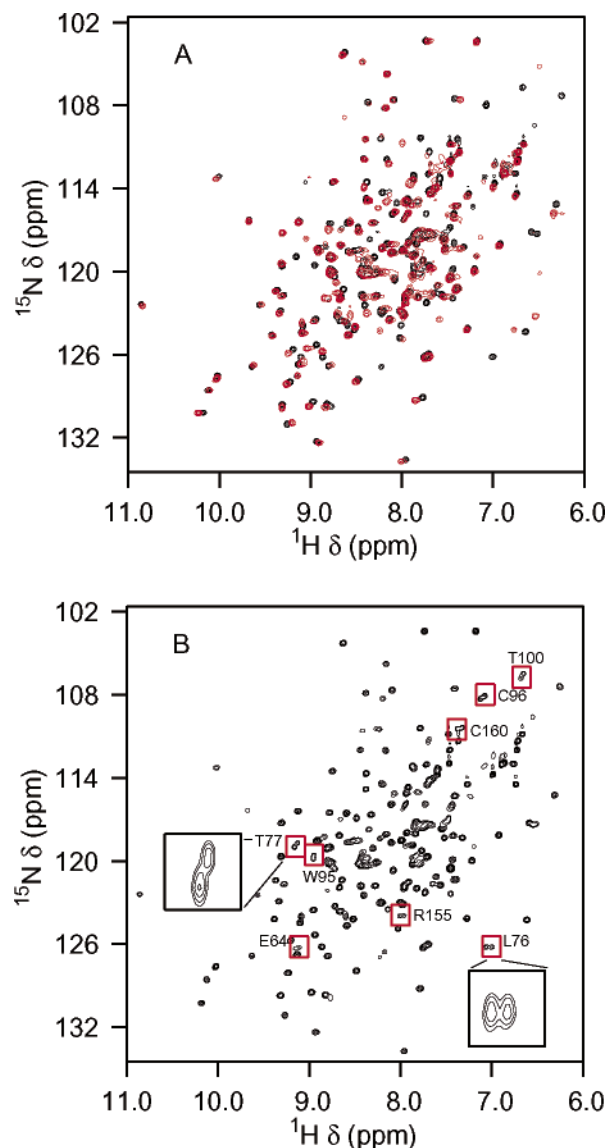 102
A
108
114
120
126
132
¹⁵N δ (ppm)
11.0 10.0 9.0 8.0 7.0 6.0
¹H δ (ppm)
102
B
T100
108
C96
C160
114
T77
120
W95
R155
E64
L76
126
132
¹⁵N δ (ppm)
11.0 10.0 9.0 8.0 7.0 6.0
¹H δ (ppm)